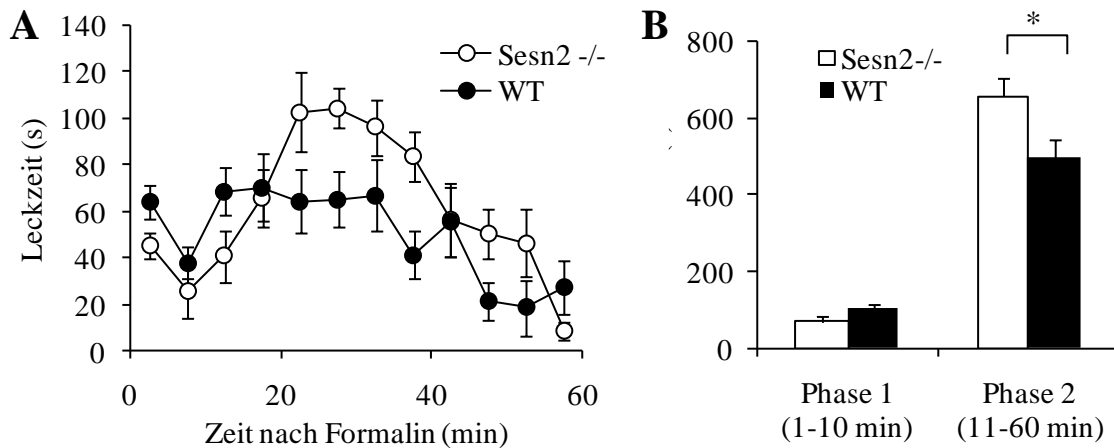 A
Sesn2 -/-
WT
140
120
100
80
60
40
20
0
0 20 40 60
Leckzeit (s)
Zeit nach Formalin (min)
B
*
Sesn2-/-
WT
800
600
400
200
0
Phase 1 Phase 2
(1-10 min) (11-60 min)